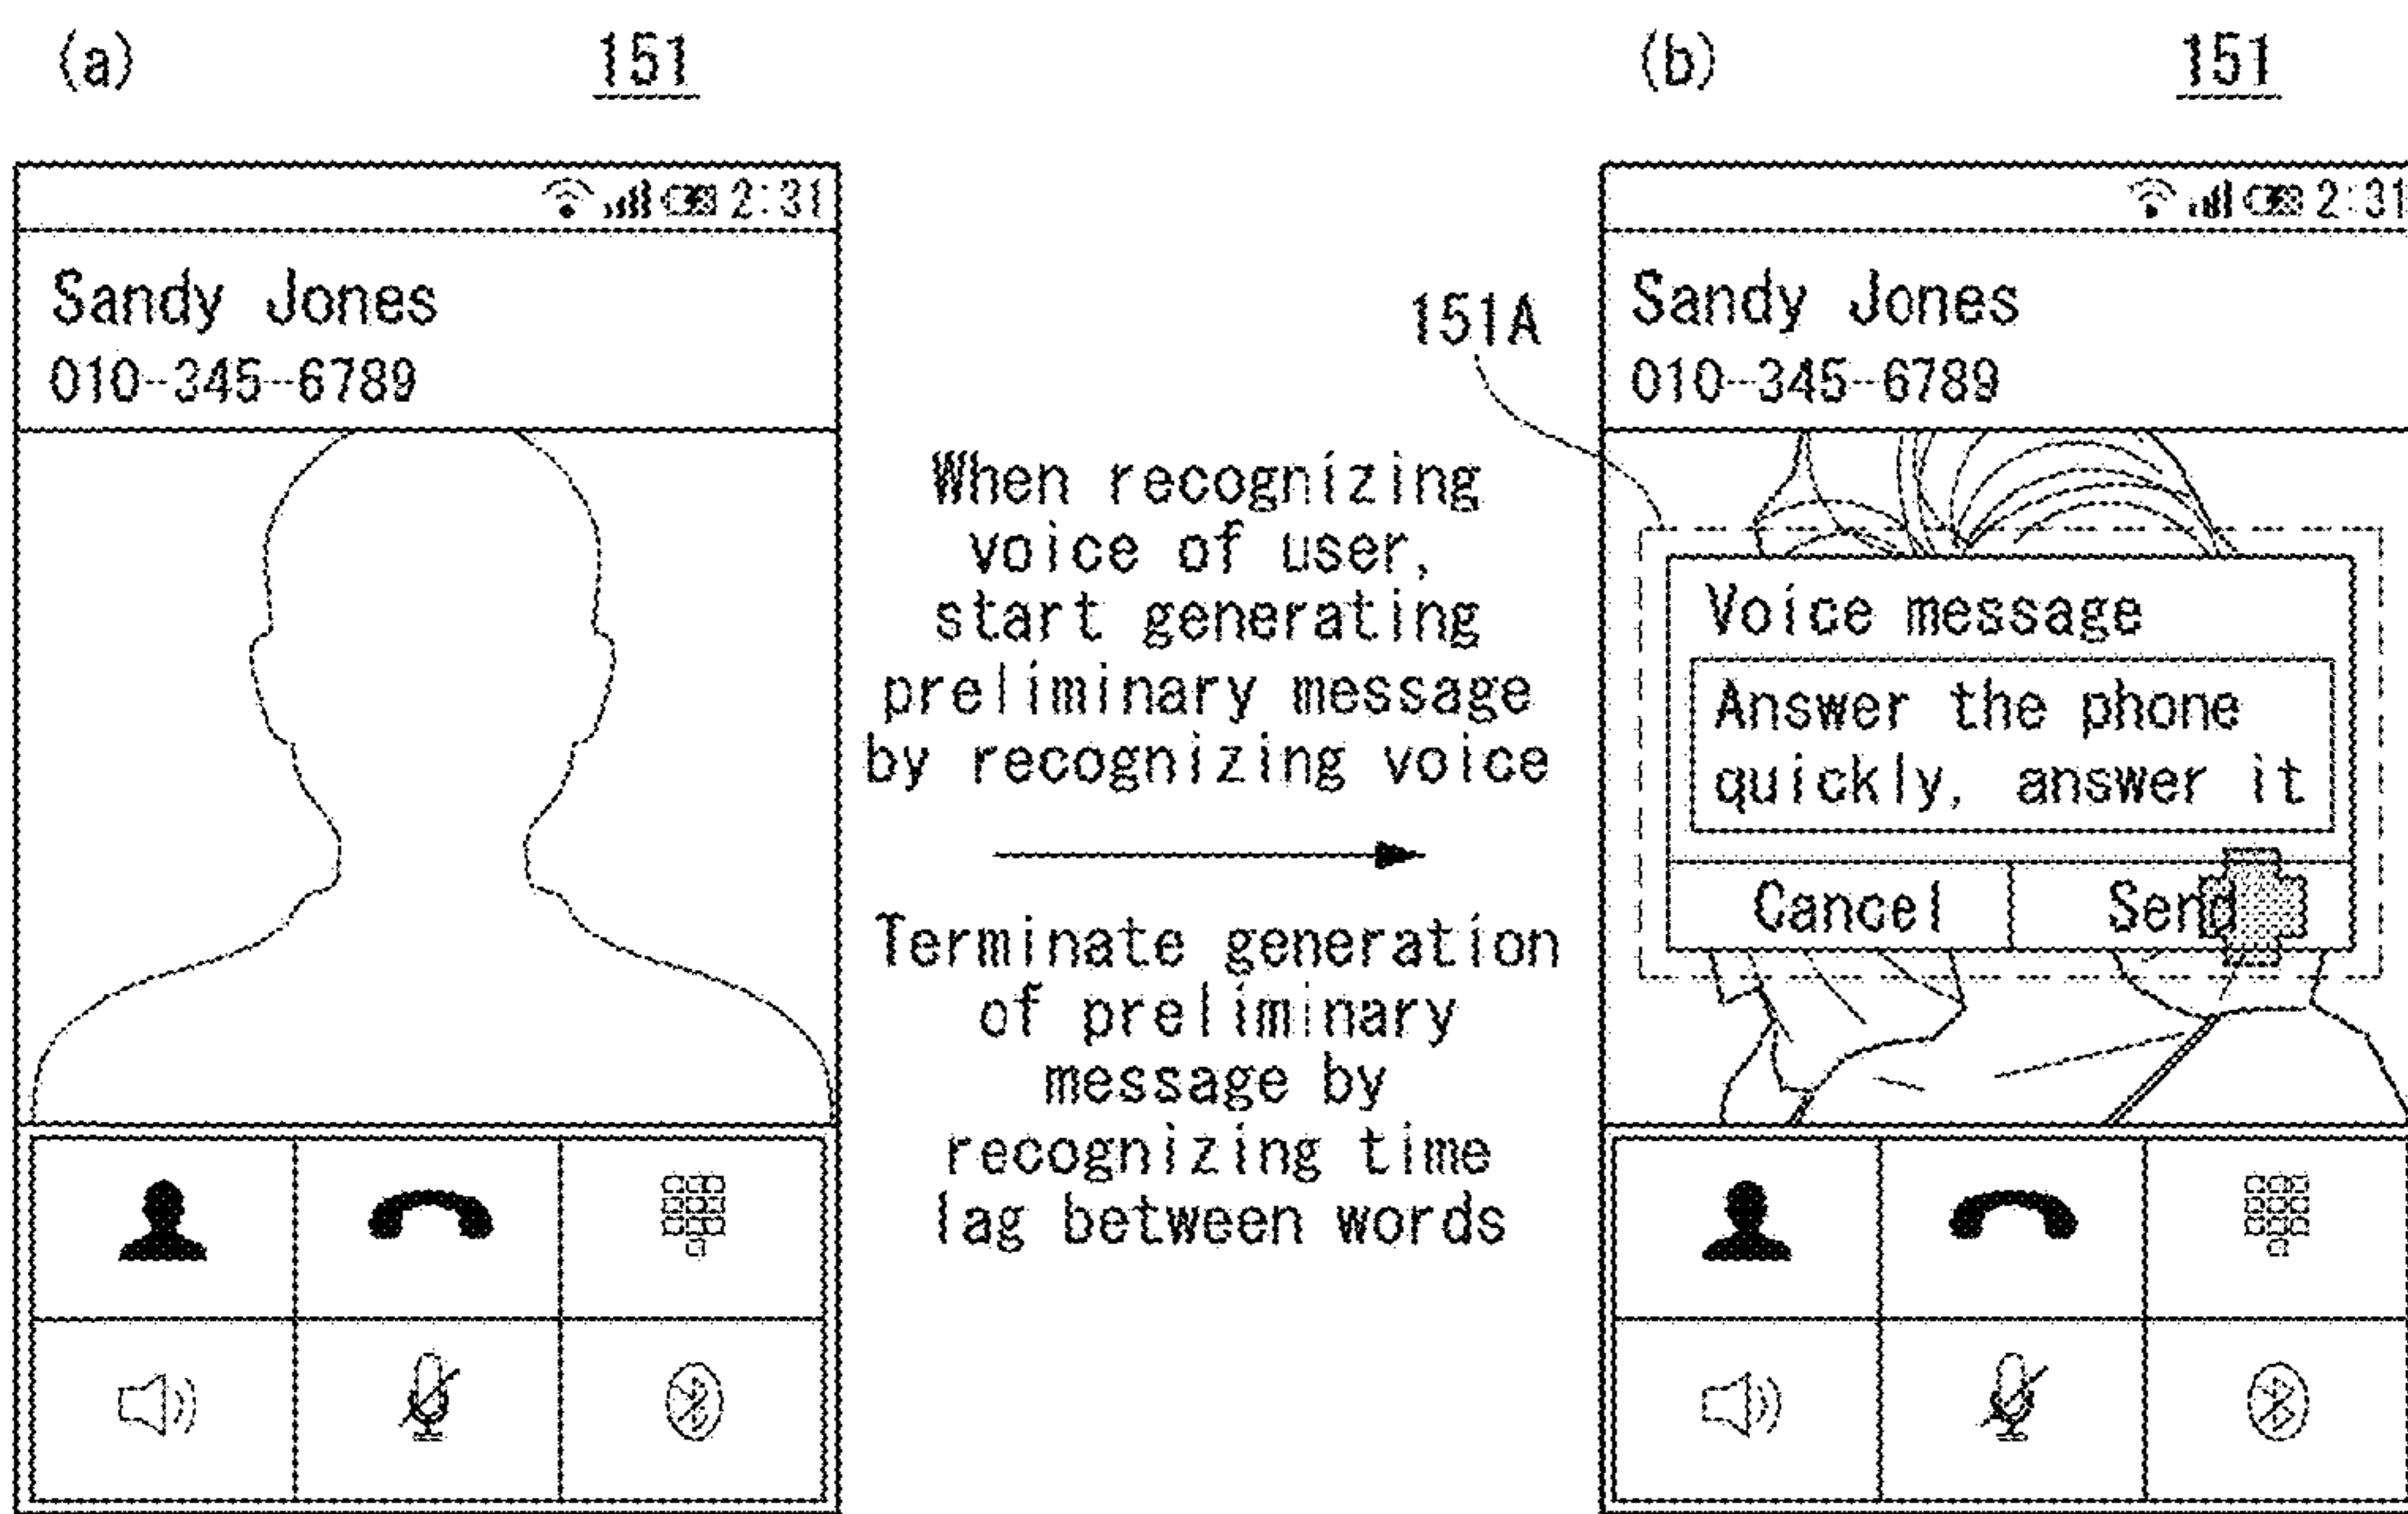 (a)
151
2:31
Sandy Jones
010-345-6789
When recognizing
voice of user,
start generating
preliminary message
by recognizing voice
Terminate generation
of preliminary
message by
recognizing time
lag between words
(b)
151
2:31
Sandy Jones
010-345-6789
151A
Voice message
Answer the phone
quickly, answer it
Cancel
Send